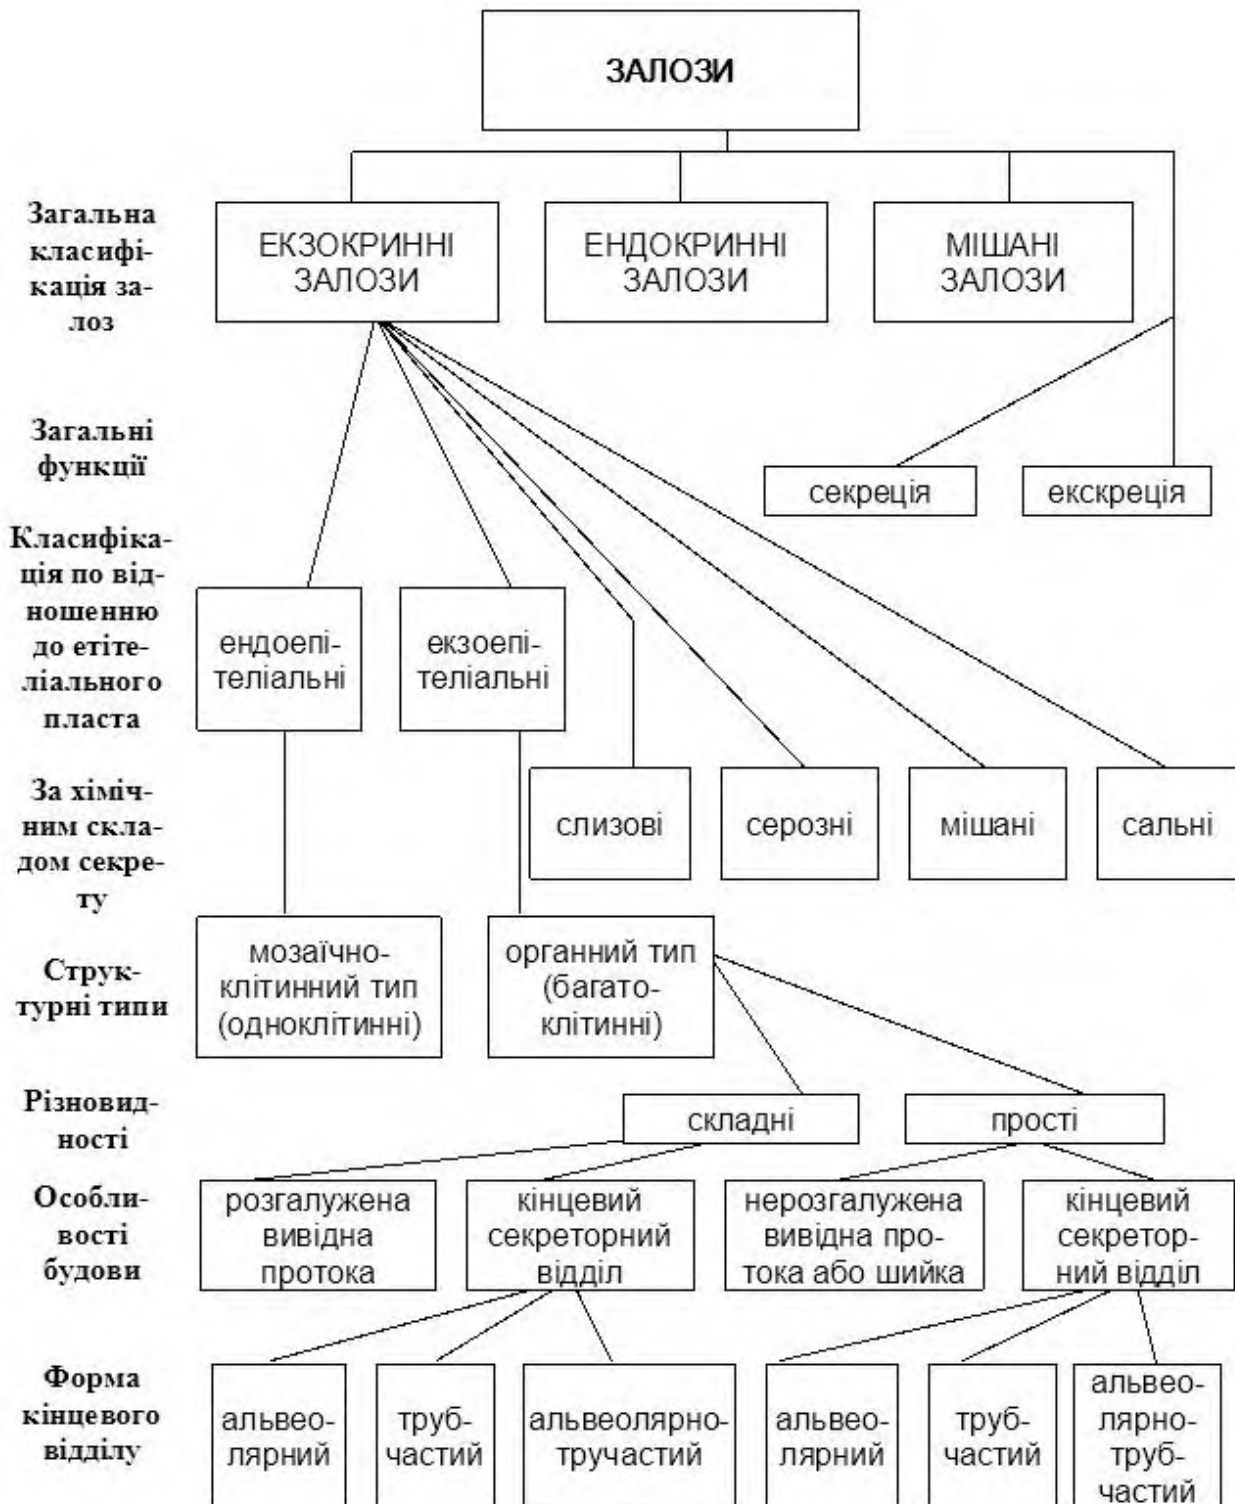 ЗАЛОЗИ
Загальна
класифі-
кація за-
лоз
ЕКЗОКРИННІ
ЗАЛОЗИ
ЕНДОКРИННІ
ЗАЛОЗИ
МІШАНІ
ЗАЛОЗИ
Загальні
функції
секреція
екскреція
Класифіка-
ція по від-
ношенню
до етіте-
ліального
пласта
ендоепі-
теліальні
екзоепі-
теліальні
За хіміч-
ним скла-
дом секре-
ту
слизові
серозні
мішані
сальні
Струк-
турні типи
мозаїчно-
клітинний тип
(одноклітинні)
органний тип
(багато-
клітинні)
Різновид-
ності
складні
прості
Особли-
вості
будови
розгалужена
вивідна
протока
кінцевий
секреторний
відділ
нерозгалужена
вивідна про-
тока або шийка
кінцевий
секретор-
ний відділ
Форма
кінцевого
відділу
альвео-
лярний
труб-
частий
альвеолярно-
тручастий
альвео-
лярний
труб-
частий
альвео-
лярно-
труб-
частий